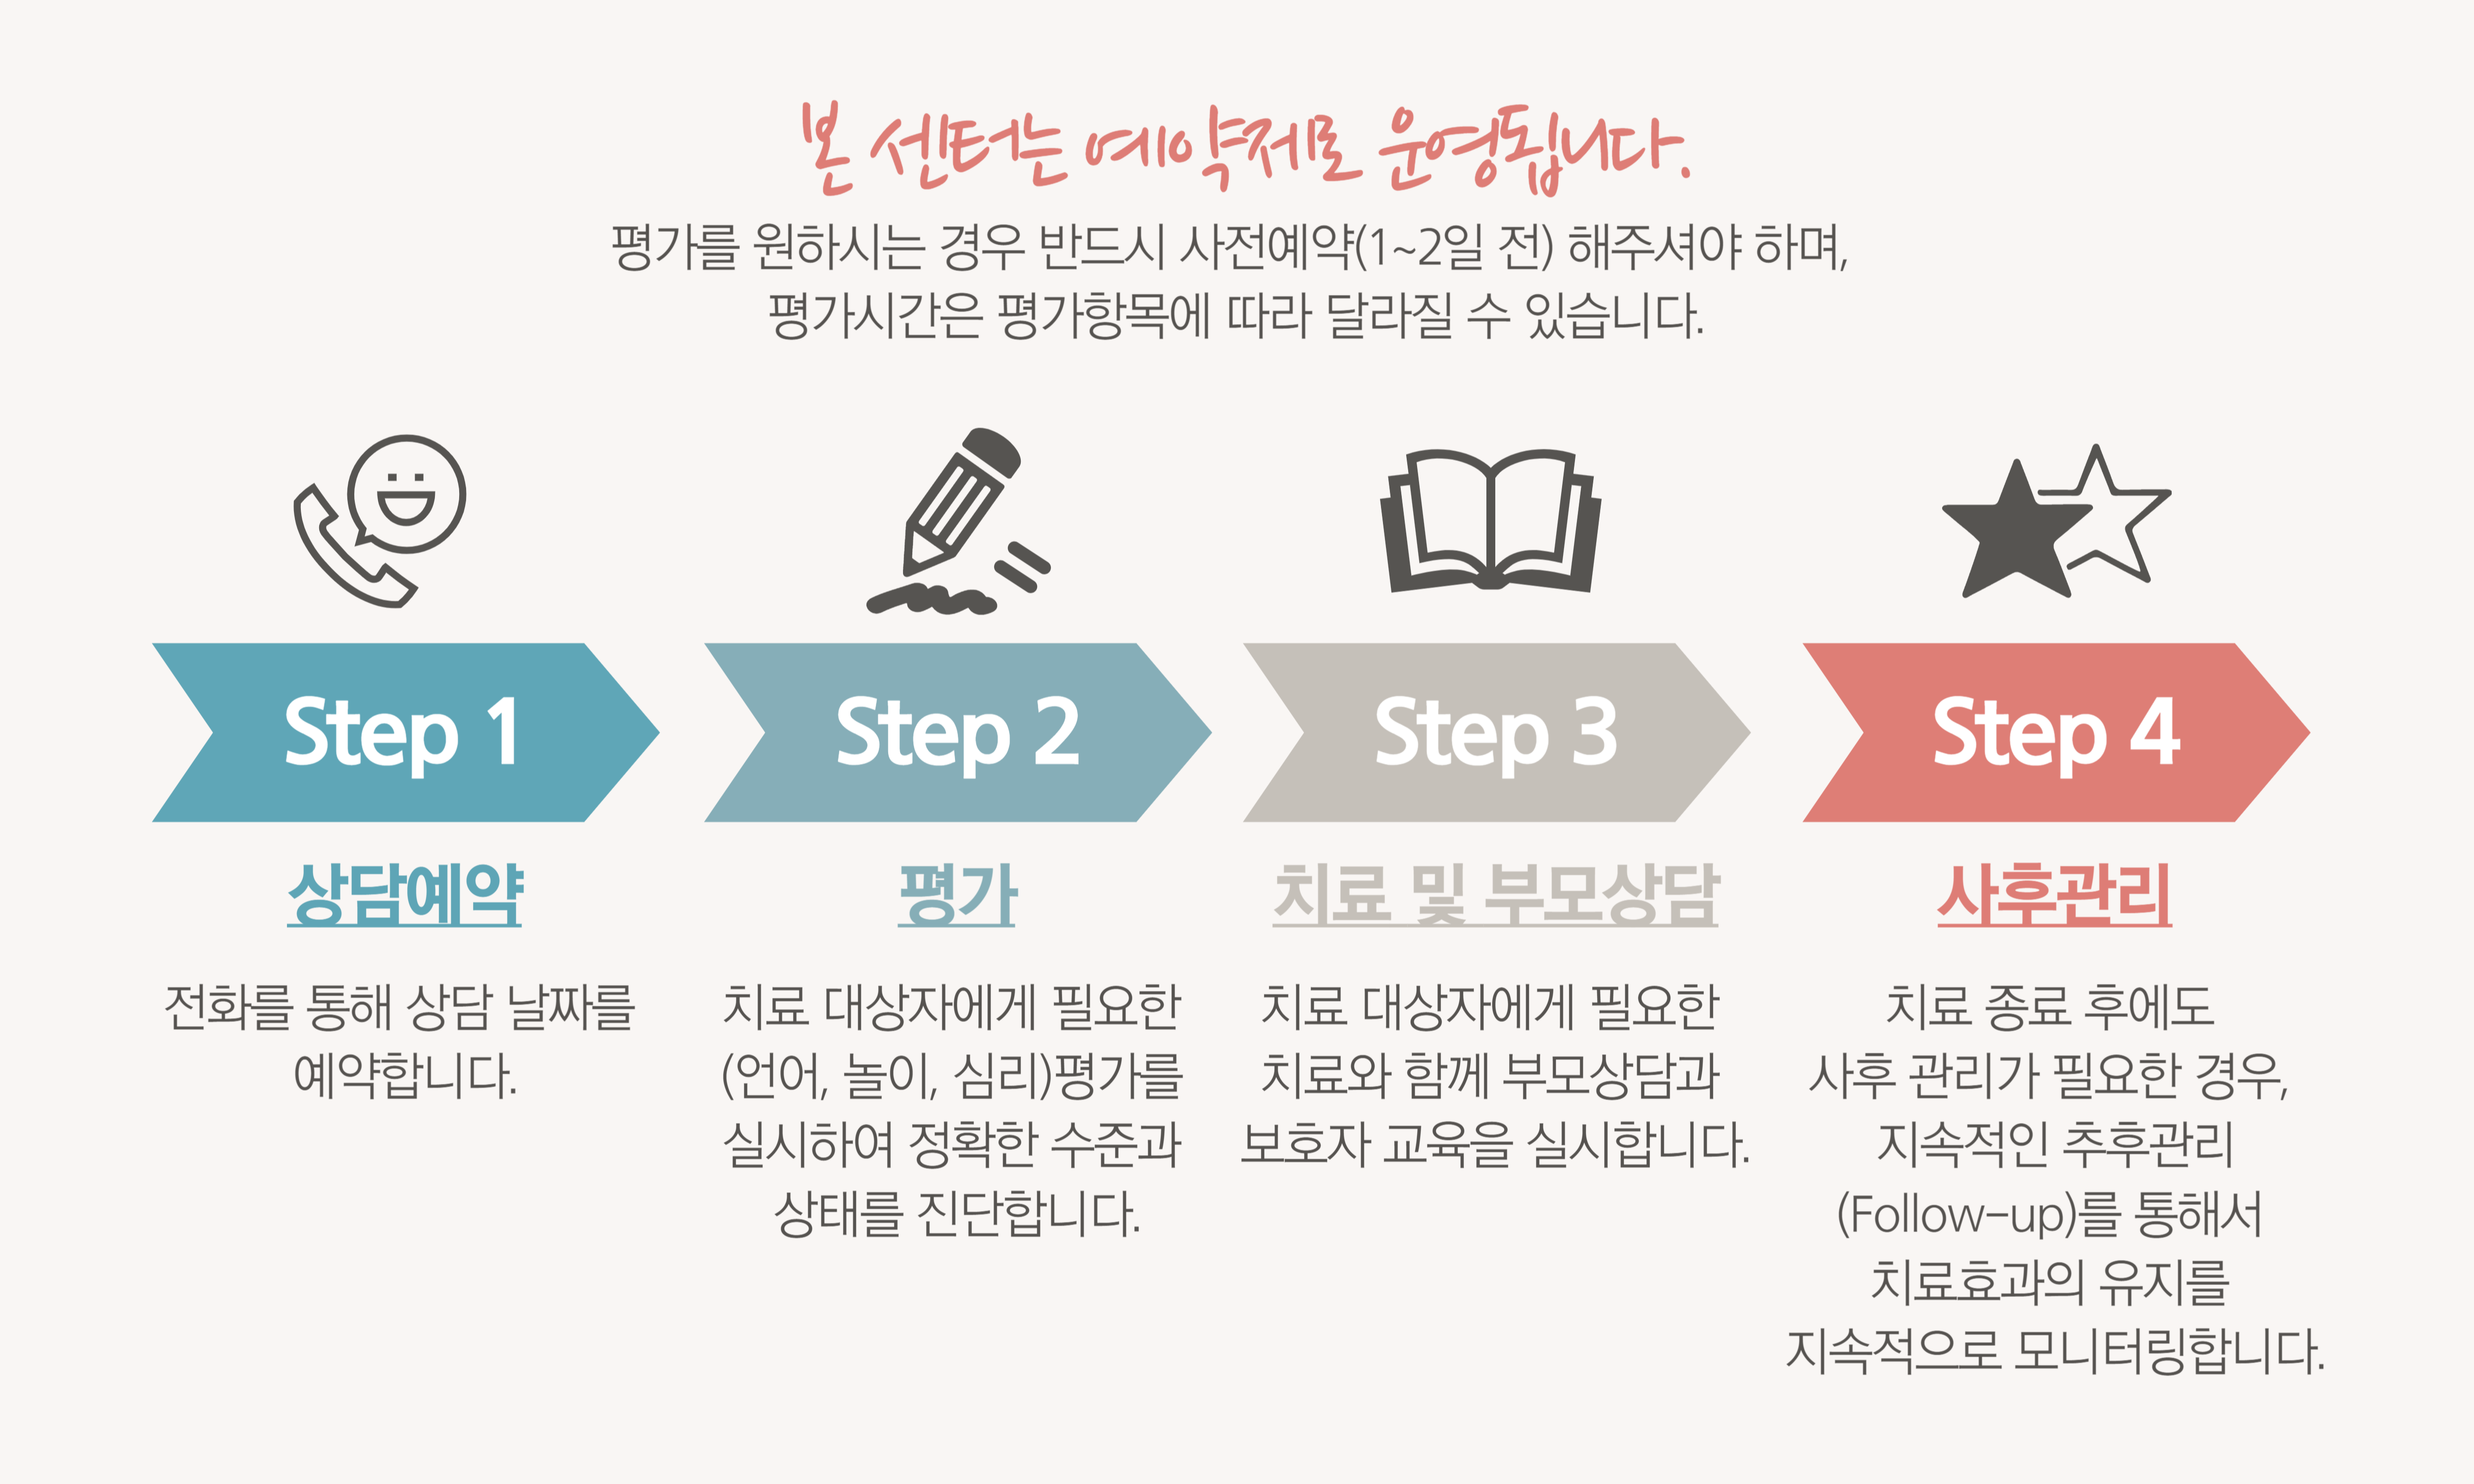 본 센터는 예약제로 운영됩니다.
평가를 원하시는 경우 반드시 사전예약(1~2일 전) 해주셔야 하며,
평가시간은 평가항목에 따라 달라질 수 있습니다.
Step 1
상담예약
전화를 통해 상담 날짜를
예약합니다.
Step 2
평가
치료 대상자에게 필요한
(언어, 놀이, 심리)평가를
실시하여 정확한 수준과
상태를 진단합니다.
Step 3
치료 및 부모상담
치료 대상자에게 필요한
치료와 함께 부모상담과
보호자 교육을 실시합니다.
Step 4
사후관리
치료 종료 후에도
사후 관리가 필요한 경우,
지속적인 추후관리
(Follow-up)를 통해서
치료효과의 유지를
지속적으로 모니터링합니다.